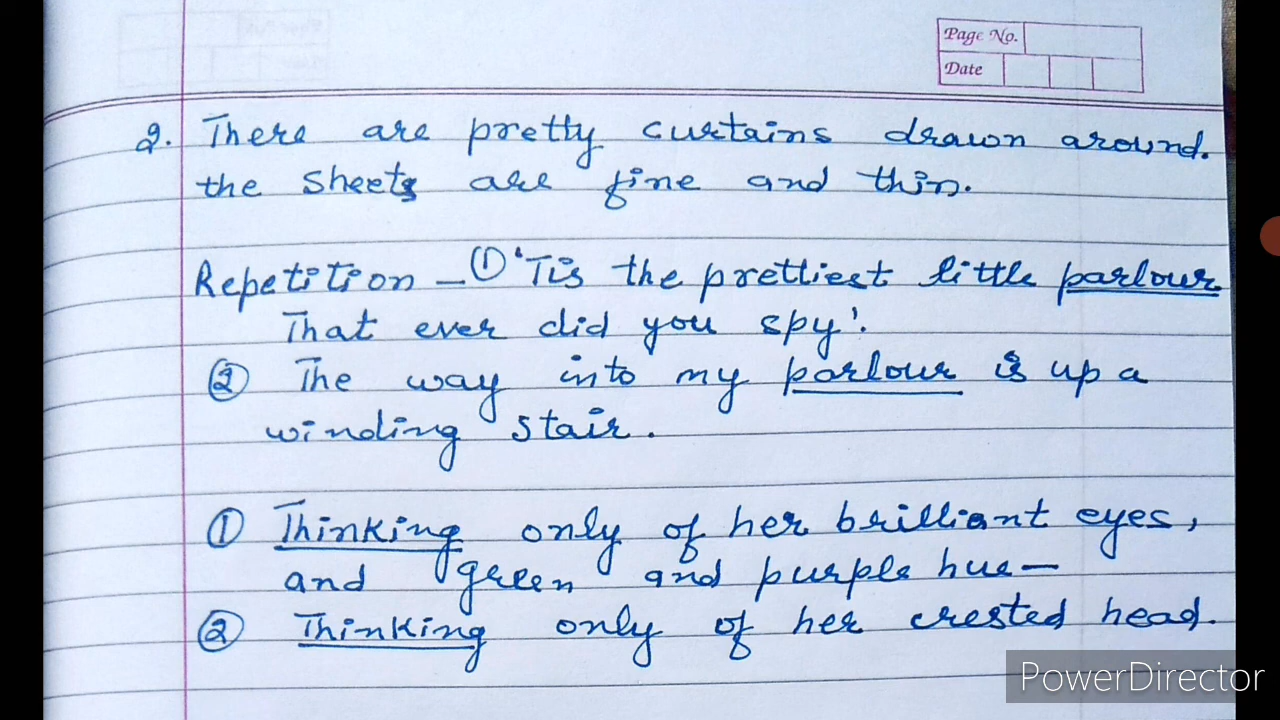 Page No.
Date
2. There are pretty curtains drawn around.
the sheets are fine and thin.
Repetition - ① 'Tis the prettiest little parlour
That ever did you spy'.
② The way into my parlour is up a
winding stair.
① Thinking only of her brilliant eyes,
and green and purple hue—
② Thinking only of her crested head.
PowerDirector